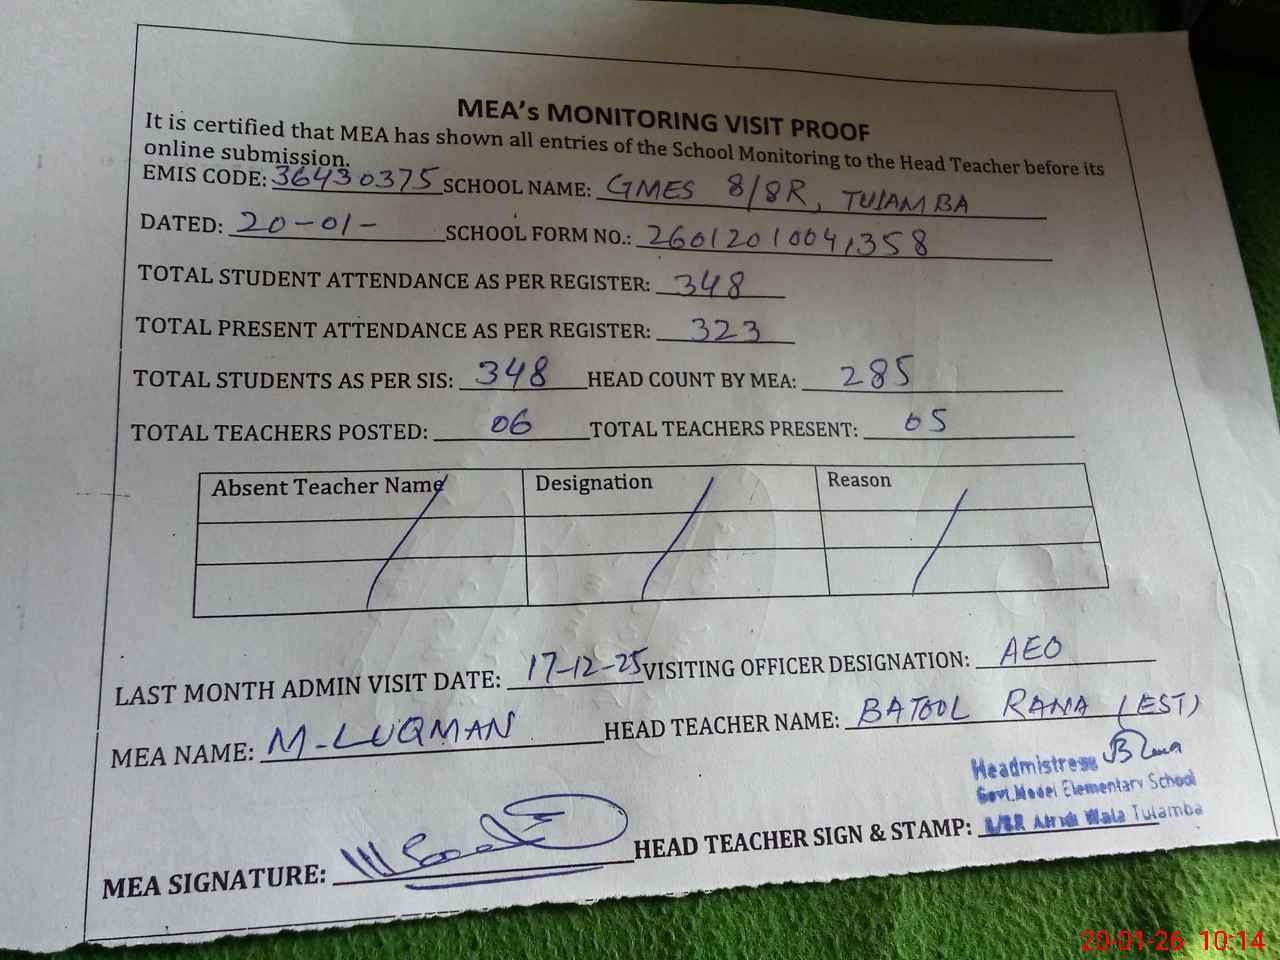 MEA's MONITORING VISIT PROOF
It is certified that MEA has shown all entries of the School Monitoring to the Head Teacher before its
online submission.
EMIS CODE: 36430375 SCHOOL NAME: GMES 8/8R, TULAMBA
DATED: 20-01- SCHOOL FORM NO.: 26012010041358
TOTAL STUDENT ATTENDANCE AS PER REGISTER: 348
TOTAL PRESENT ATTENDANCE AS PER REGISTER: 323
TOTAL STUDENTS AS PER SIS: 348 HEAD COUNT BY MEA: 285
TOTAL TEACHERS POSTED: 06 TOTAL TEACHERS PRESENT: 05
Absent Teacher Name Designation Reason
LAST MONTH ADMIN VISIT DATE: 17-12-25 VISITING OFFICER DESIGNATION: AEO
MEA NAME: M-LUQMAN HEAD TEACHER NAME: BATOOL RANA (EST)
Headmistress
Govt. Model Elementary School
8/8R Wala Tulamba
MEA SIGNATURE: HEAD TEACHER SIGN & STAMP:
20-01-26 10:14